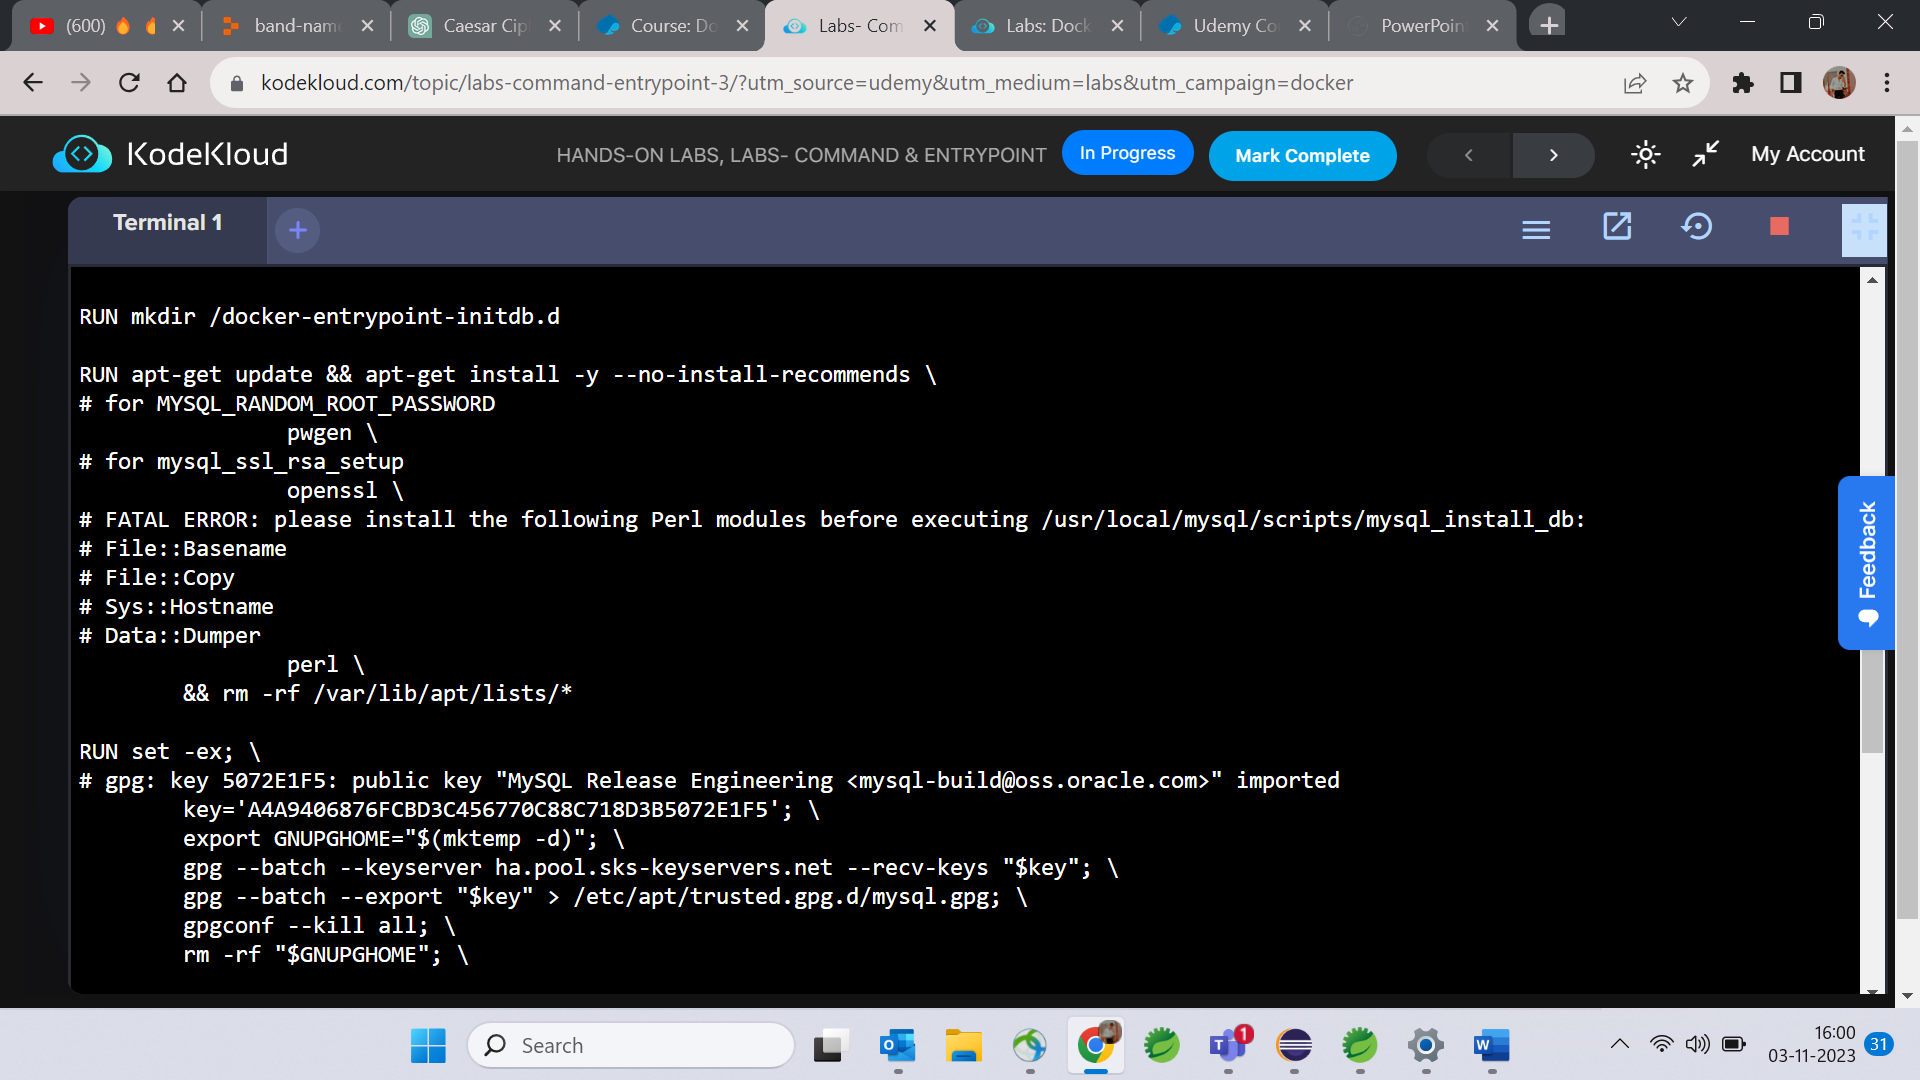 (600)
band-name
Caesar Cip
Course: Do
Labs- Com
Labs: Dock
Udemy Co
PowerPoin
kodekloud.com/topic/labs-command-entrypoint-3/?utm_source=udemy&utm_medium=labs&utm_campaign=docker
KodeKloud
HANDS-ON LABS, LABS- COMMAND & ENTRYPOINT
In Progress
Mark Complete
My Account
Terminal 1
RUN mkdir /docker-entrypoint-initdb.d
RUN apt-get update && apt-get install -y --no-install-recommends \
# for MYSQL_RANDOM_ROOT_PASSWORD
pwgen \
# for mysql_ssl_rsa_setup
openssl \
# FATAL ERROR: please install the following Perl modules before executing /usr/local/mysql/scripts/mysql_install_db:
# File::Basename
# File::Copy
# Sys::Hostname
# Data::Dumper
perl \
&& rm -rf /var/lib/apt/lists/*
RUN set -ex; \
# gpg: key 5072E1F5: public key "MySQL Release Engineering <mysql-build@oss.oracle.com>" imported
key='A4A9406876FCBD3C456770C88C718D3B5072E1F5'; \
export GNUPGHOME="$(mktemp -d)"; \
gpg --batch --keyserver ha.pool.sks-keyservers.net --recv-keys "$key"; \
gpg --batch --export "$key" > /etc/apt/trusted.gpg.d/mysql.gpg; \
gpgconf --kill all; \
rm -rf "$GNUPGHOME"; \
Feedback
Search
1
16:00
03-11-2023
31